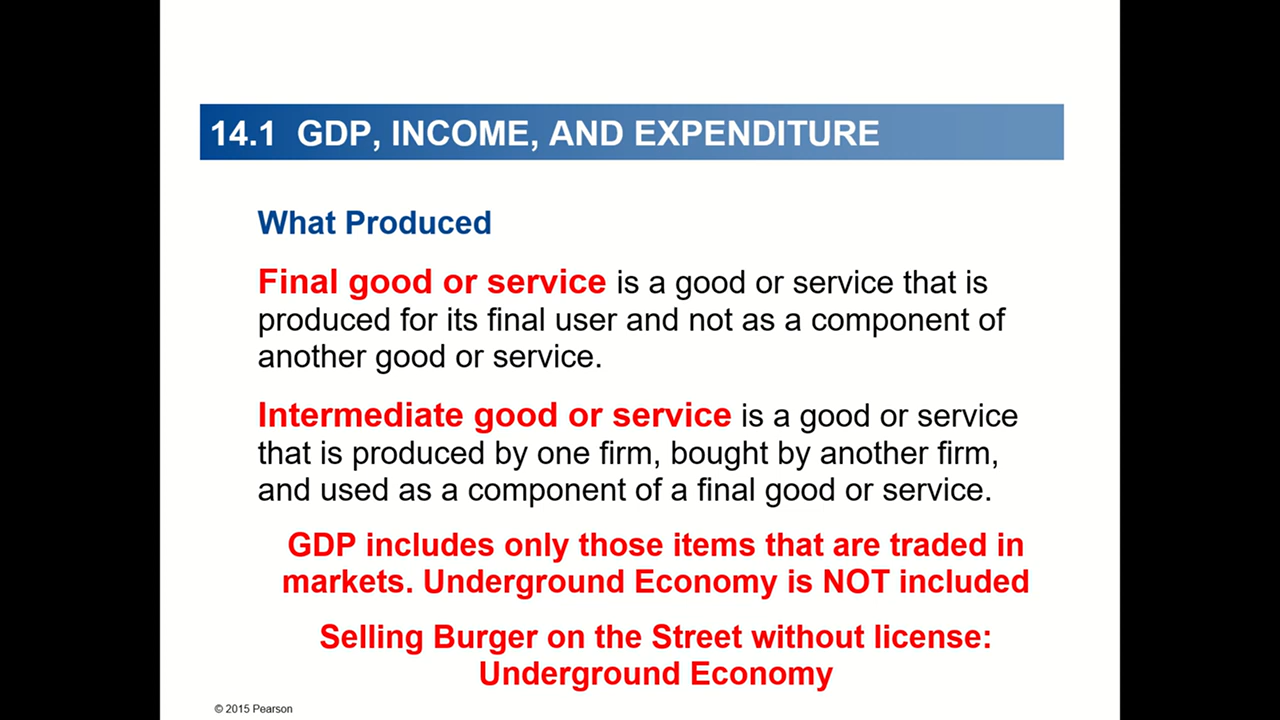 14.1 GDP, INCOME, AND EXPENDITURE
What Produced
Final good or service is a good or service that is
produced for its final user and not as a component of
another good or service.
Intermediate good or service is a good or service
that is produced by one firm, bought by another firm,
and used as a component of a final good or service.
GDP includes only those items that are traded in
markets. Underground Economy is NOT included
Selling Burger on the Street without license:
Underground Economy
© 2015 Pearson